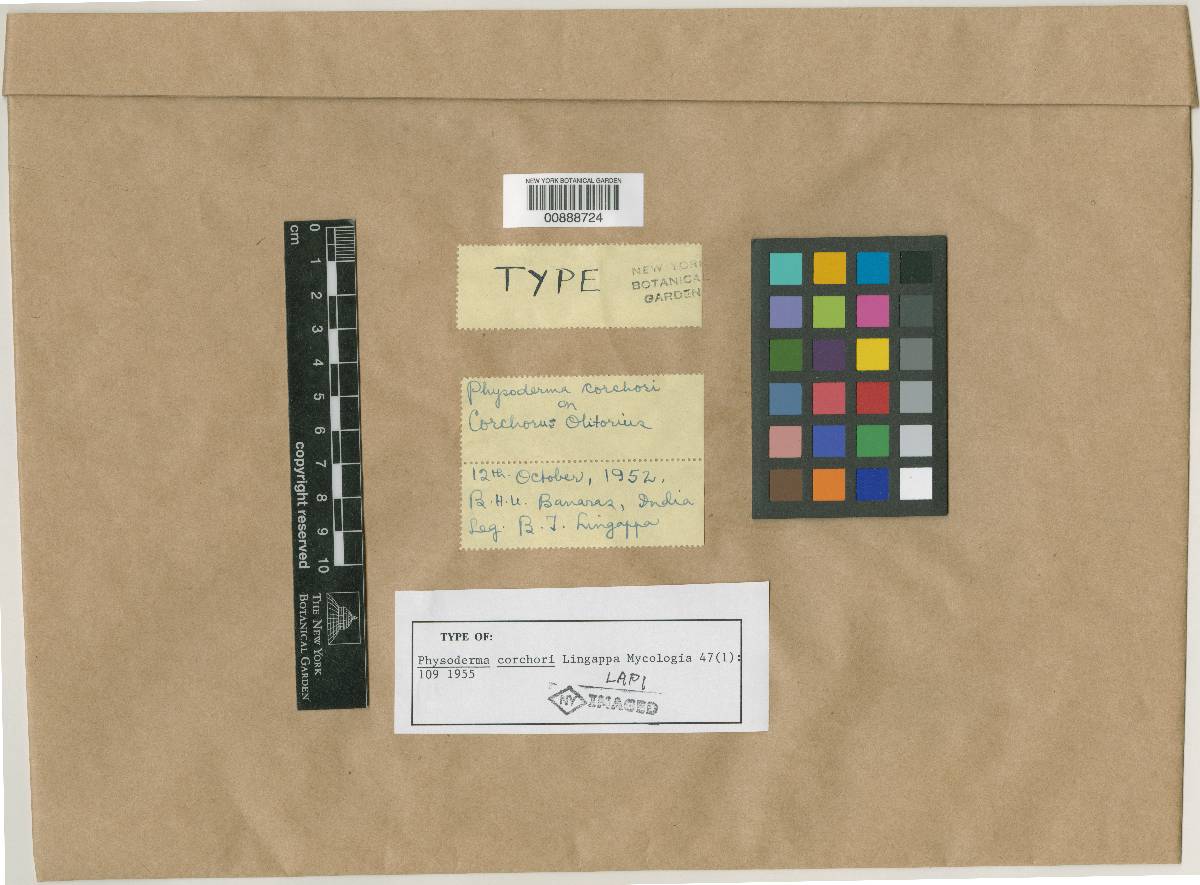 NEW YORK BOTANICAL GARDEN
00888724
TYPE
NEW YORK
BOTANICAL
GARDEN
Physoderma corchori
on
Corchorus Olitorius
12th October, 1952.
B.H.U. Banaras, India
Leg. B. T. Lingappa
cm
0
1
2
3
4
5
6
7
8
9
10
copyright reserved
THE NEW YORK
BOTANICAL GARDEN
TYPE OF:
Physoderma corchori Lingappa Mycologia 47(1):
109 1955
LAPI
NY IMAGED